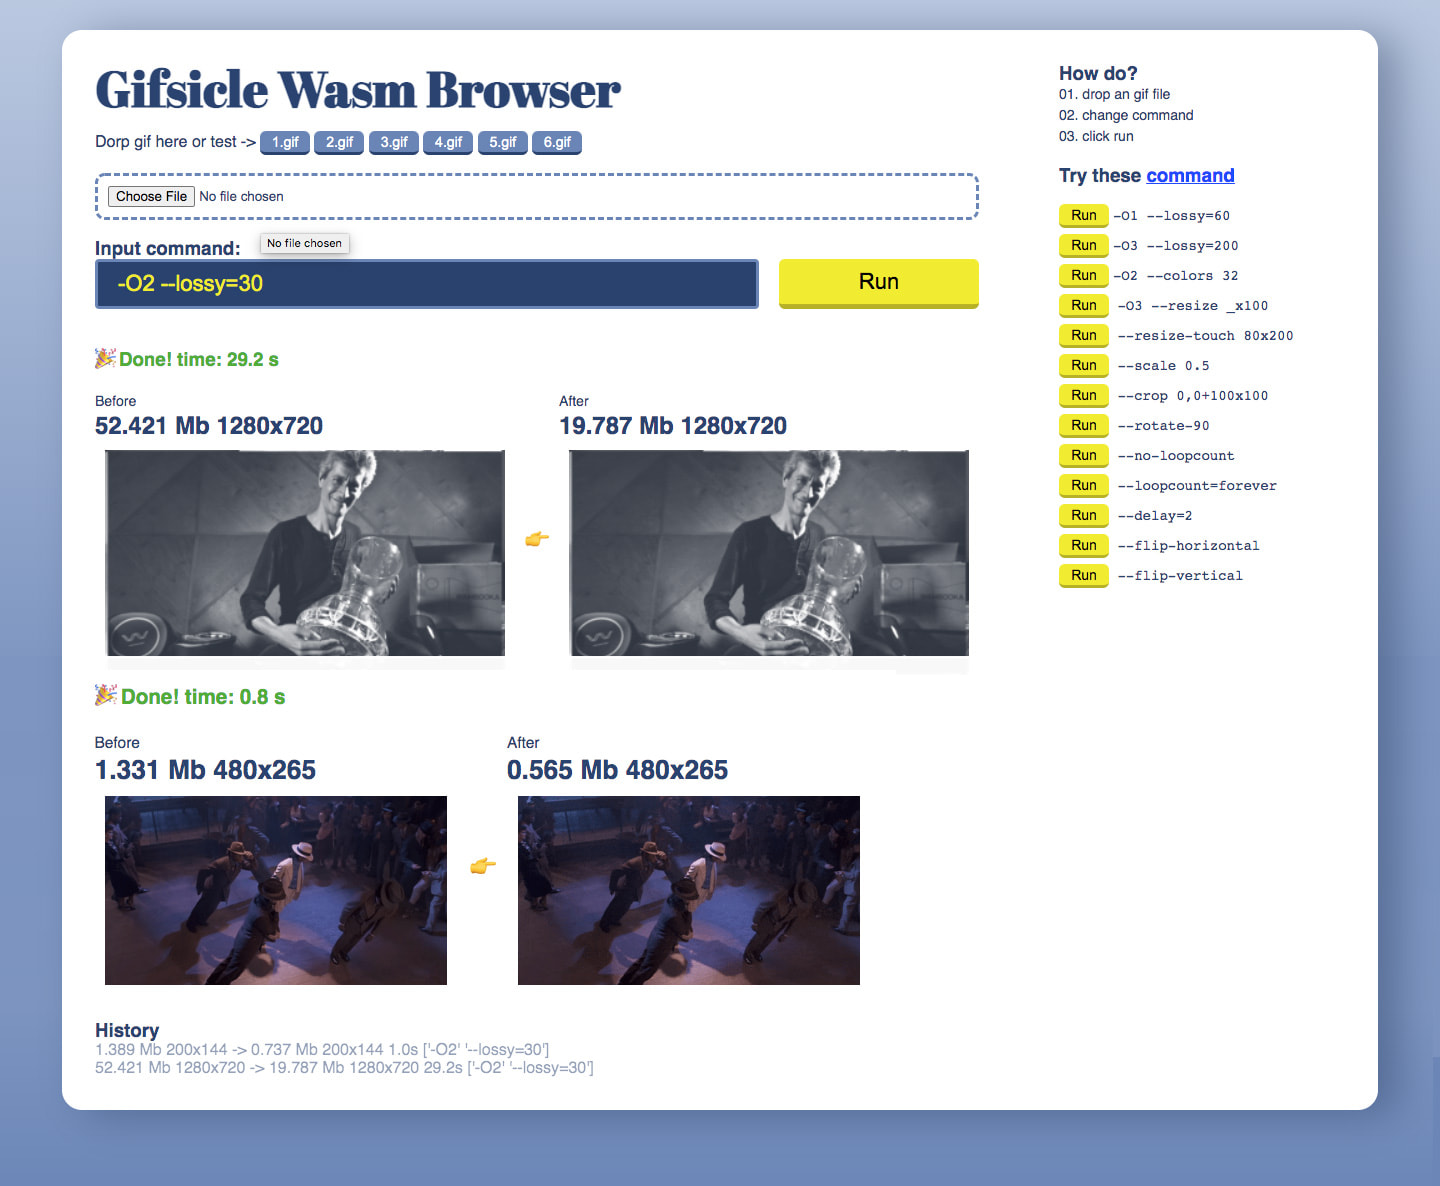 Gifsicle Wasm Browser
Dorp gif here or test -> 1.gif 2.gif 3.gif 4.gif 5.gif 6.gif
Choose File No file chosen
Input command:
No file chosen
-O2 --lossy=30
Run
🎉Done! time: 29.2 s
Before
52.421 Mb 1280x720
After
19.787 Mb 1280x720
👉
🎉Done! time: 0.8 s
Before
1.331 Mb 480x265
After
0.565 Mb 480x265
👉
History
1.389 Mb 200x144 -> 0.737 Mb 200x144 1.0s ['-O2' '--lossy=30']
52.421 Mb 1280x720 -> 19.787 Mb 1280x720 29.2s ['-O2' '--lossy=30']
How do?
01. drop an gif file
02. change command
03. click run
Try these command
Run -O1 --lossy=60
Run -O3 --lossy=200
Run -O2 --colors 32
Run -O3 --resize _x100
Run --resize-touch 80x200
Run --scale 0.5
Run --crop 0,0+100x100
Run --rotate-90
Run --no-loopcount
Run --loopcount=forever
Run --delay=2
Run --flip-horizontal
Run --flip-vertical